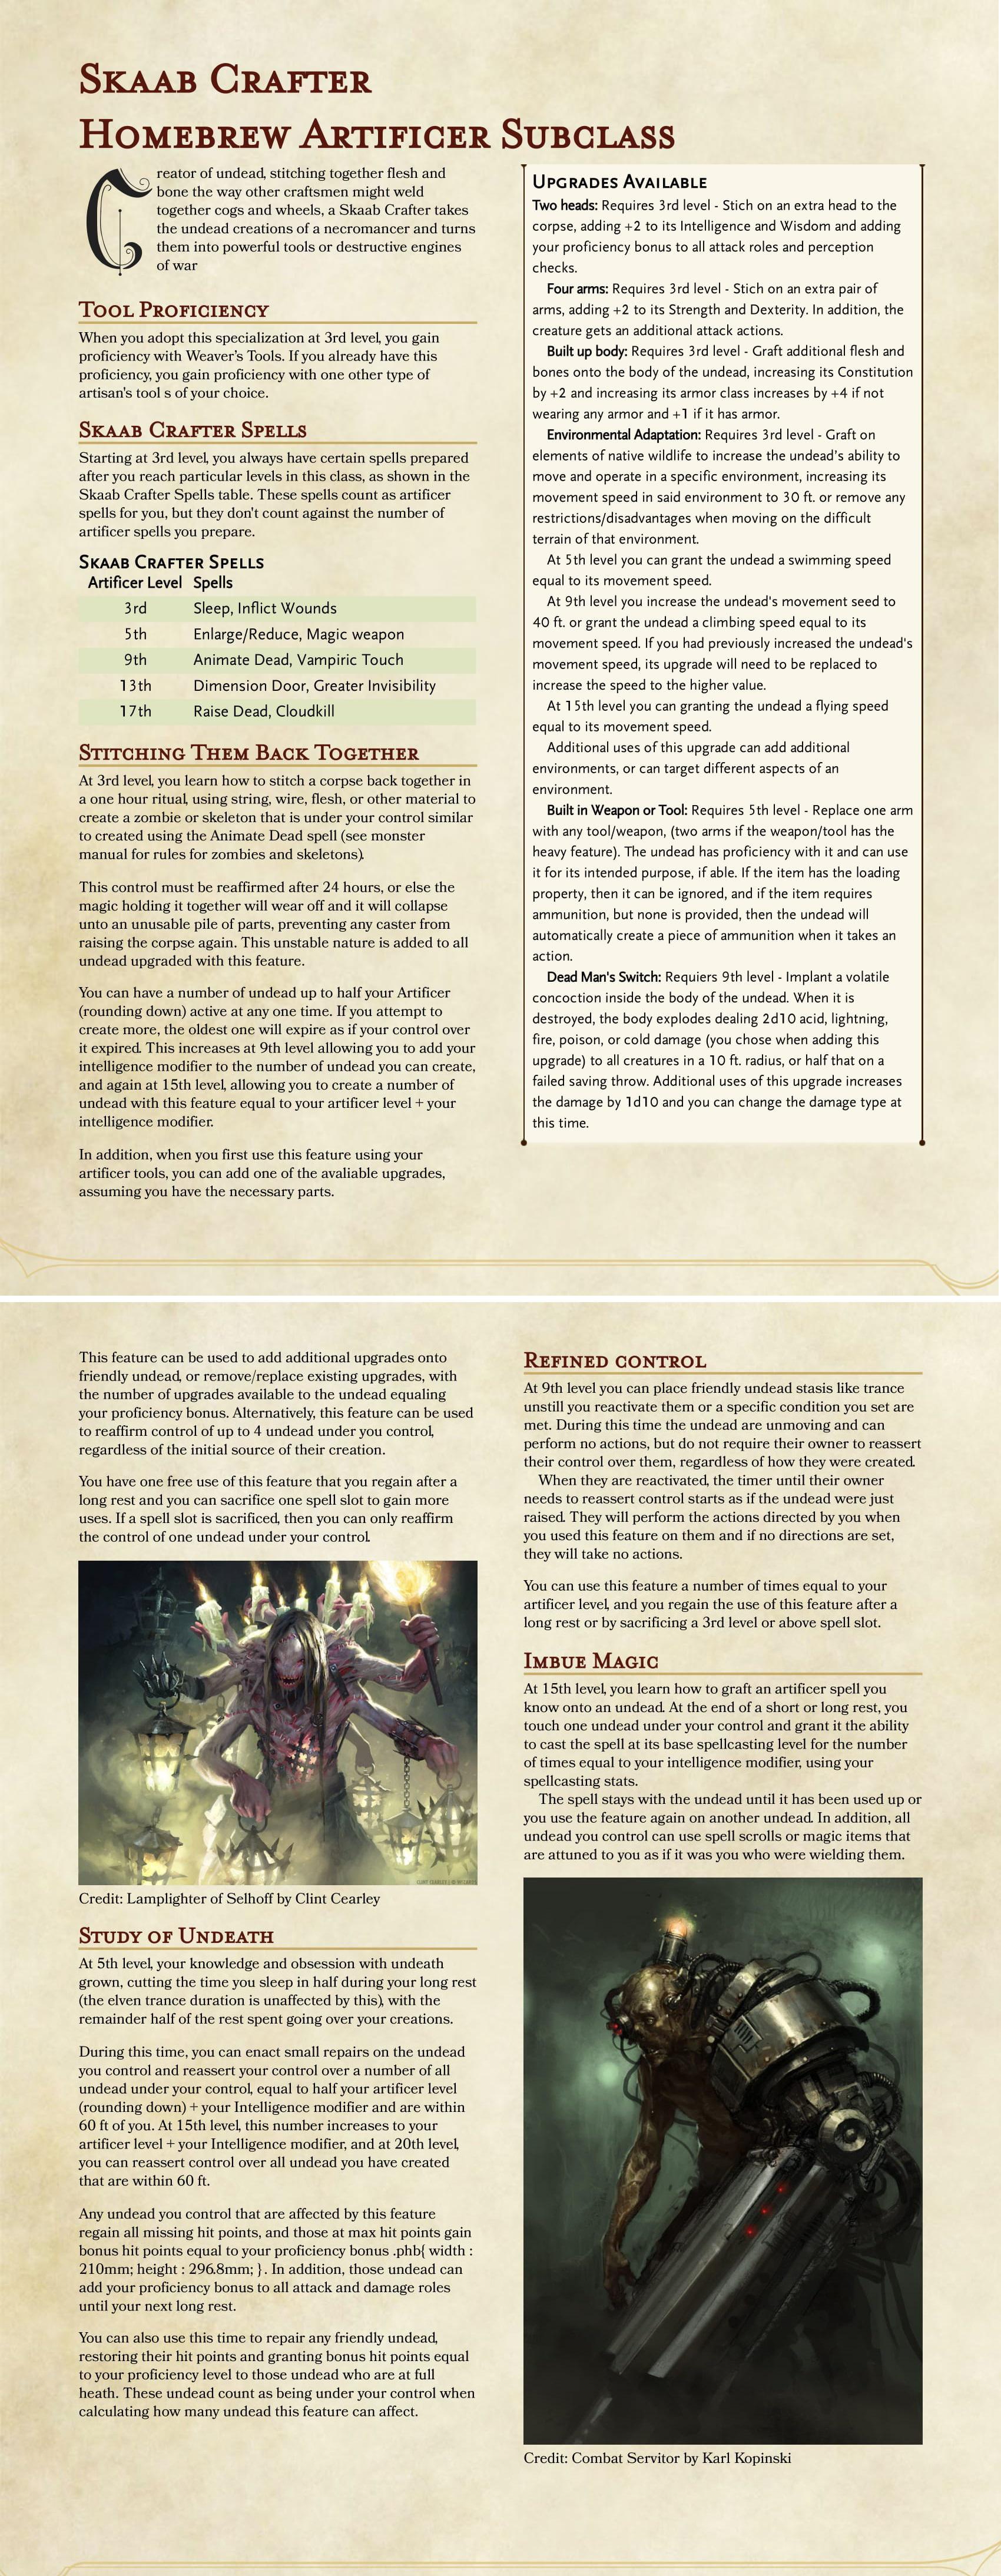 Skaab Crafter
Homebrew Artificer Subclass
Creator of undead, stitching together flesh and
bone the way other craftsmen might weld
together cogs and wheels, a Skaab Crafter takes
the undead creations of a necromancer and turns
them into powerful tools or destructive engines
of war
Tool Proficiency
When you adopt this specialization at 3rd level, you gain
proficiency with Weaver's Tools. If you already have this
proficiency, you gain proficiency with one other type of
artisan's tool s of your choice.
Skaab Crafter Spells
Starting at 3rd level, you always have certain spells prepared
after you reach particular levels in this class, as shown in the
Skaab Crafter Spells table. These spells count as artificer
spells for you, but they don't count against the number of
artificer spells you prepare.
Skaab Crafter Spells
Artificer Level Spells
3rd Sleep, Inflict Wounds
5th Enlarge/Reduce, Magic weapon
9th Animate Dead, Vampiric Touch
13th Dimension Door, Greater Invisibility
17th Raise Dead, Cloudkill
Stitching Them Back Together
At 3rd level, you learn how to stitch a corpse back together in
a one hour ritual, using string, wire, flesh, or other material to
create a zombie or skeleton that is under your control similar
to created using the Animate Dead spell (see monster
manual for rules for zombies and skeletons).
This control must be reaffirmed after 24 hours, or else the
magic holding it together will wear off and it will collapse
unto an unusable pile of parts, preventing any caster from
raising the corpse again. This unstable nature is added to all
undead upgraded with this feature.
You can have a number of undead up to half your Artificer
(rounding down) active at any one time. If you attempt to
create more, the oldest one will expire as if your control over
it expired. This increases at 9th level allowing you to add your
intelligence modifier to the number of undead you can create,
and again at 15th level, allowing you to create a number of
undead with this feature equal to your artificer level + your
intelligence modifier.
In addition, when you first use this feature using your
artificer tools, you can add one of the avaliable upgrades,
assuming you have the necessary parts.
Upgrades Available
Two heads: Requires 3rd level - Stich on an extra head to the
corpse, adding +2 to its Intelligence and Wisdom and adding
your proficiency bonus to all attack roles and perception
checks.
Four arms: Requires 3rd level - Stich on an extra pair of
arms, adding +2 to its Strength and Dexterity. In addition, the
creature gets an additional attack actions.
Built up body: Requires 3rd level - Graft additional flesh and
bones onto the body of the undead, increasing its Constitution
by +2 and increasing its armor class increases by +4 if not
wearing any armor and +1 if it has armor.
Environmental Adaptation: Requires 3rd level - Graft on
elements of native wildlife to increase the undead's ability to
move and operate in a specific environment, increasing its
movement speed in said environment to 30 ft. or remove any
restrictions/disadvantages when moving on the difficult
terrain of that environment.
At 5th level you can grant the undead a swimming speed
equal to its movement speed.
At 9th level you increase the undead's movement seed to
40 ft. or grant the undead a climbing speed equal to its
movement speed. If you had previously increased the undead's
movement speed, its upgrade will need to be replaced to
increase the speed to the higher value.
At 15th level you can granting the undead a flying speed
equal to its movement speed.
Additional uses of this upgrade can add additional
environments, or can target different aspects of an
environment.
Built in Weapon or Tool: Requires 5th level - Replace one arm
with any tool/weapon, (two arms if the weapon/tool has the
heavy feature). The undead has proficiency with it and can use
it for its intended purpose, if able. If the item has the loading
property, then it can be ignored, and if the item requires
ammunition, but none is provided, then the undead will
automatically create a piece of ammunition when it takes an
action.
Dead Man's Switch: Requiers 9th level - Implant a volatile
concoction inside the body of the undead. When it is
destroyed, the body explodes dealing 2d10 acid, lightning,
fire, poison, or cold damage (you chose when adding this
upgrade) to all creatures in a 10 ft. radius, or half that on a
failed saving throw. Additional uses of this upgrade increases
the damage by 1d10 and you can change the damage type at
this time.
This feature can be used to add additional upgrades onto
friendly undead, or remove/replace existing upgrades, with
the number of upgrades available to the undead equaling
your proficiency bonus. Alternatively, this feature can be used
to reaffirm control of up to 4 undead under you control,
regardless of the initial source of their creation.
You have one free use of this feature that you regain after a
long rest and you can sacrifice one spell slot to gain more
uses. If a spell slot is sacrificed, then you can only reaffirm
the control of one undead under your control.
Credit: Lamplighter of Selhoff by Clint Cearley
Study of Undeath
At 5th level, your knowledge and obsession with undeath
grown, cutting the time you sleep in half during your long rest
(the elven trance duration is unaffected by this), with the
remainder half of the rest spent going over your creations.
During this time, you can enact small repairs on the undead
you control and reassert your control over a number of all
undead under your control, equal to half your artificer level
(rounding down) + your Intelligence modifier and are within
60 ft of you. At 15th level, this number increases to your
artificer level + your Intelligence modifier, and at 20th level,
you can reassert control over all undead you have created
that are within 60 ft.
Any undead you control that are affected by this feature
regain all missing hit points, and those at max hit points gain
bonus hit points equal to your proficiency bonus .phb{ width :
210mm; height : 296.8mm; } . In addition, those undead can
add your proficiency bonus to all attack and damage roles
until your next long rest.
You can also use this time to repair any friendly undead,
restoring their hit points and granting bonus hit points equal
to your proficiency level to those undead who are at full
heath. These undead count as being under your control when
calculating how many undead this feature can affect.
Refined control
At 9th level you can place friendly undead stasis like trance
unstill you reactivate them or a specific condition you set are
met. During this time the undead are unmoving and can
perform no actions, but do not require their owner to reassert
their control over them, regardless of how they were created.
When they are reactivated, the timer until their owner
needs to reassert control starts as if the undead were just
raised. They will perform the actions directed by you when
you used this feature on them and if no directions are set,
they will take no actions.
You can use this feature a number of times equal to your
artificer level, and you regain the use of this feature after a
long rest or by sacrificing a 3rd level or above spell slot.
Imbue Magic
At 15th level, you learn how to graft an artificer spell you
know onto an undead. At the end of a short or long rest, you
touch one undead under your control and grant it the ability
to cast the spell at its base spellcasting level for the number
of times equal to your intelligence modifier, using your
spellcasting stats.
The spell stays with the undead until it has been used up or
you use the feature again on another undead. In addition, all
undead you control can use spell scrolls or magic items that
are attuned to you as if it was you who were wielding them.
Credit: Combat Servitor by Karl Kopinski